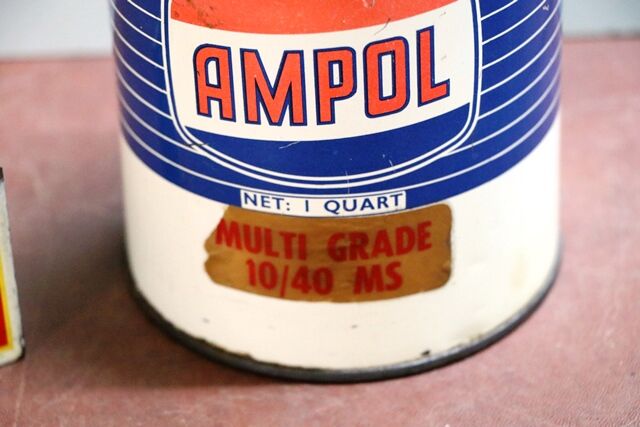 AMPOL
NET: 1 QUART
MULTI GRADE
10/40 MS